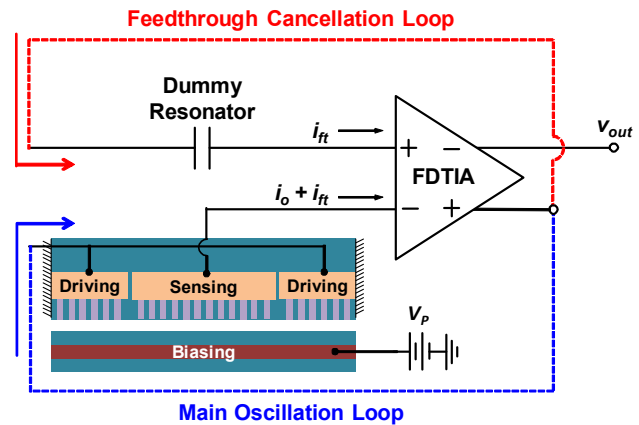 Feedthrough Cancellation Loop
Dummy
Resonator
i_ft
v_out
+ −
FDTIA
i_o + i_ft
− +
Driving Sensing Driving
V_P
Biasing
Main Oscillation Loop